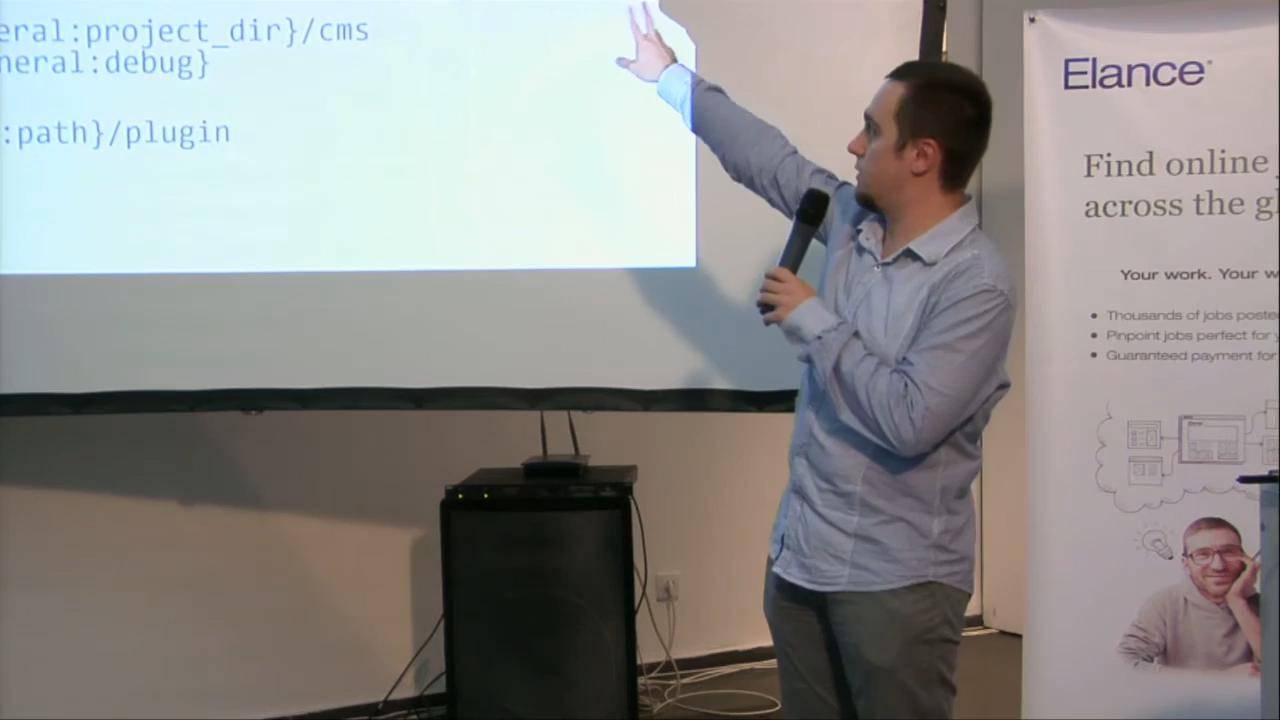 eral:project_dir}/cms
neral:debug}
:path}/plugin
Elance
Find online
across the g
Your work. Your w
Thousands of jobs poste
Pinpoint jobs perfect for
Guaranteed payment for